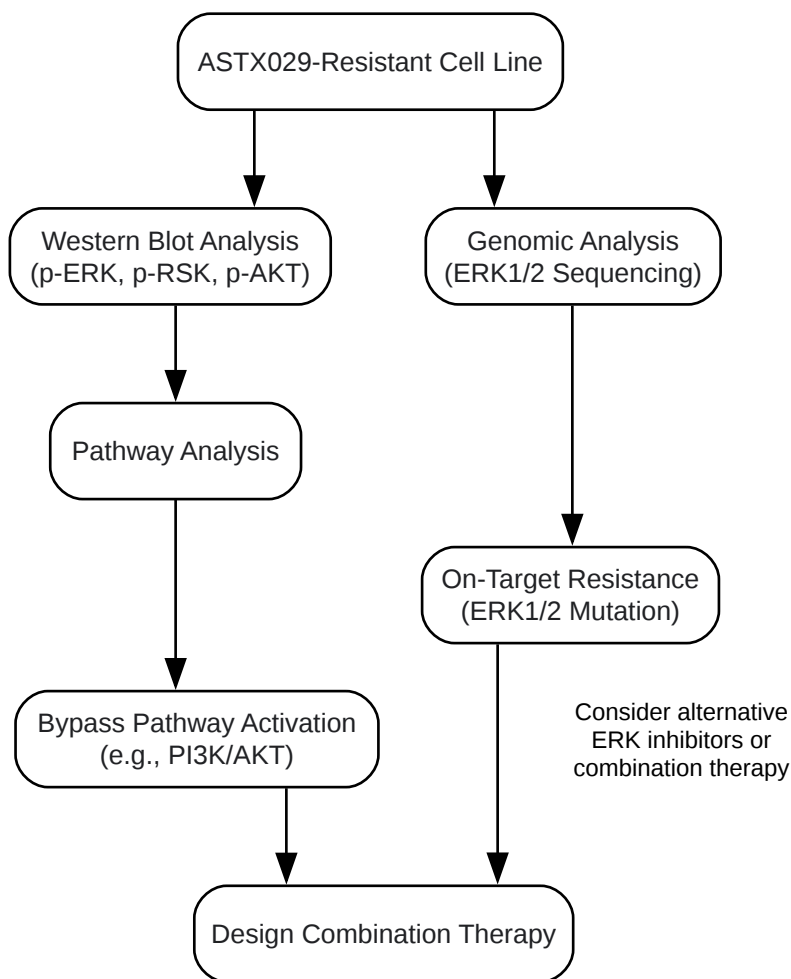 ASTX029-Resistant Cell Line
Western Blot Analysis
(p-ERK, p-RSK, p-AKT)
Genomic Analysis
(ERK1/2 Sequencing)
Pathway Analysis
On-Target Resistance
(ERK1/2 Mutation)
Bypass Pathway Activation
(e.g., PI3K/AKT)
Consider alternative
ERK inhibitors or
combination therapy
Design Combination Therapy